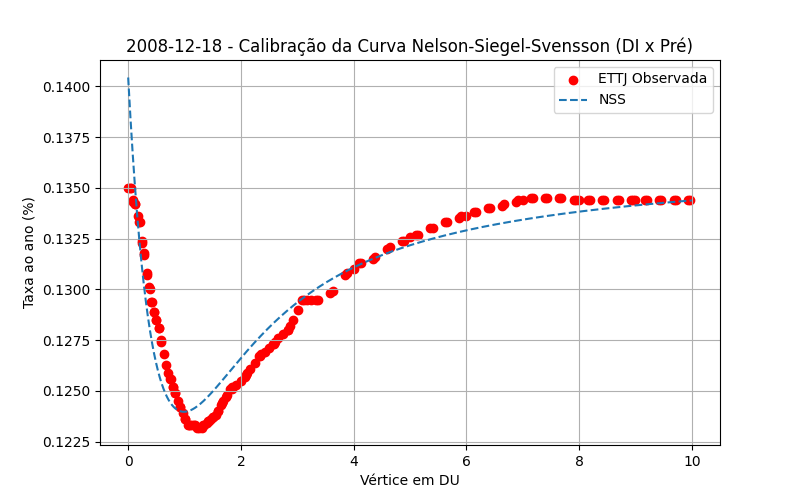 2008-12-18 - Calibração da Curva Nelson-Siegel-Svensson (DI x Pré)
ETTJ Observada
NSS
Taxa ao ano (%)
0.1400
0.1375
0.1350
0.1325
0.1300
0.1275
0.1250
0.1225
0
2
4
6
8
10
Vértice em DU